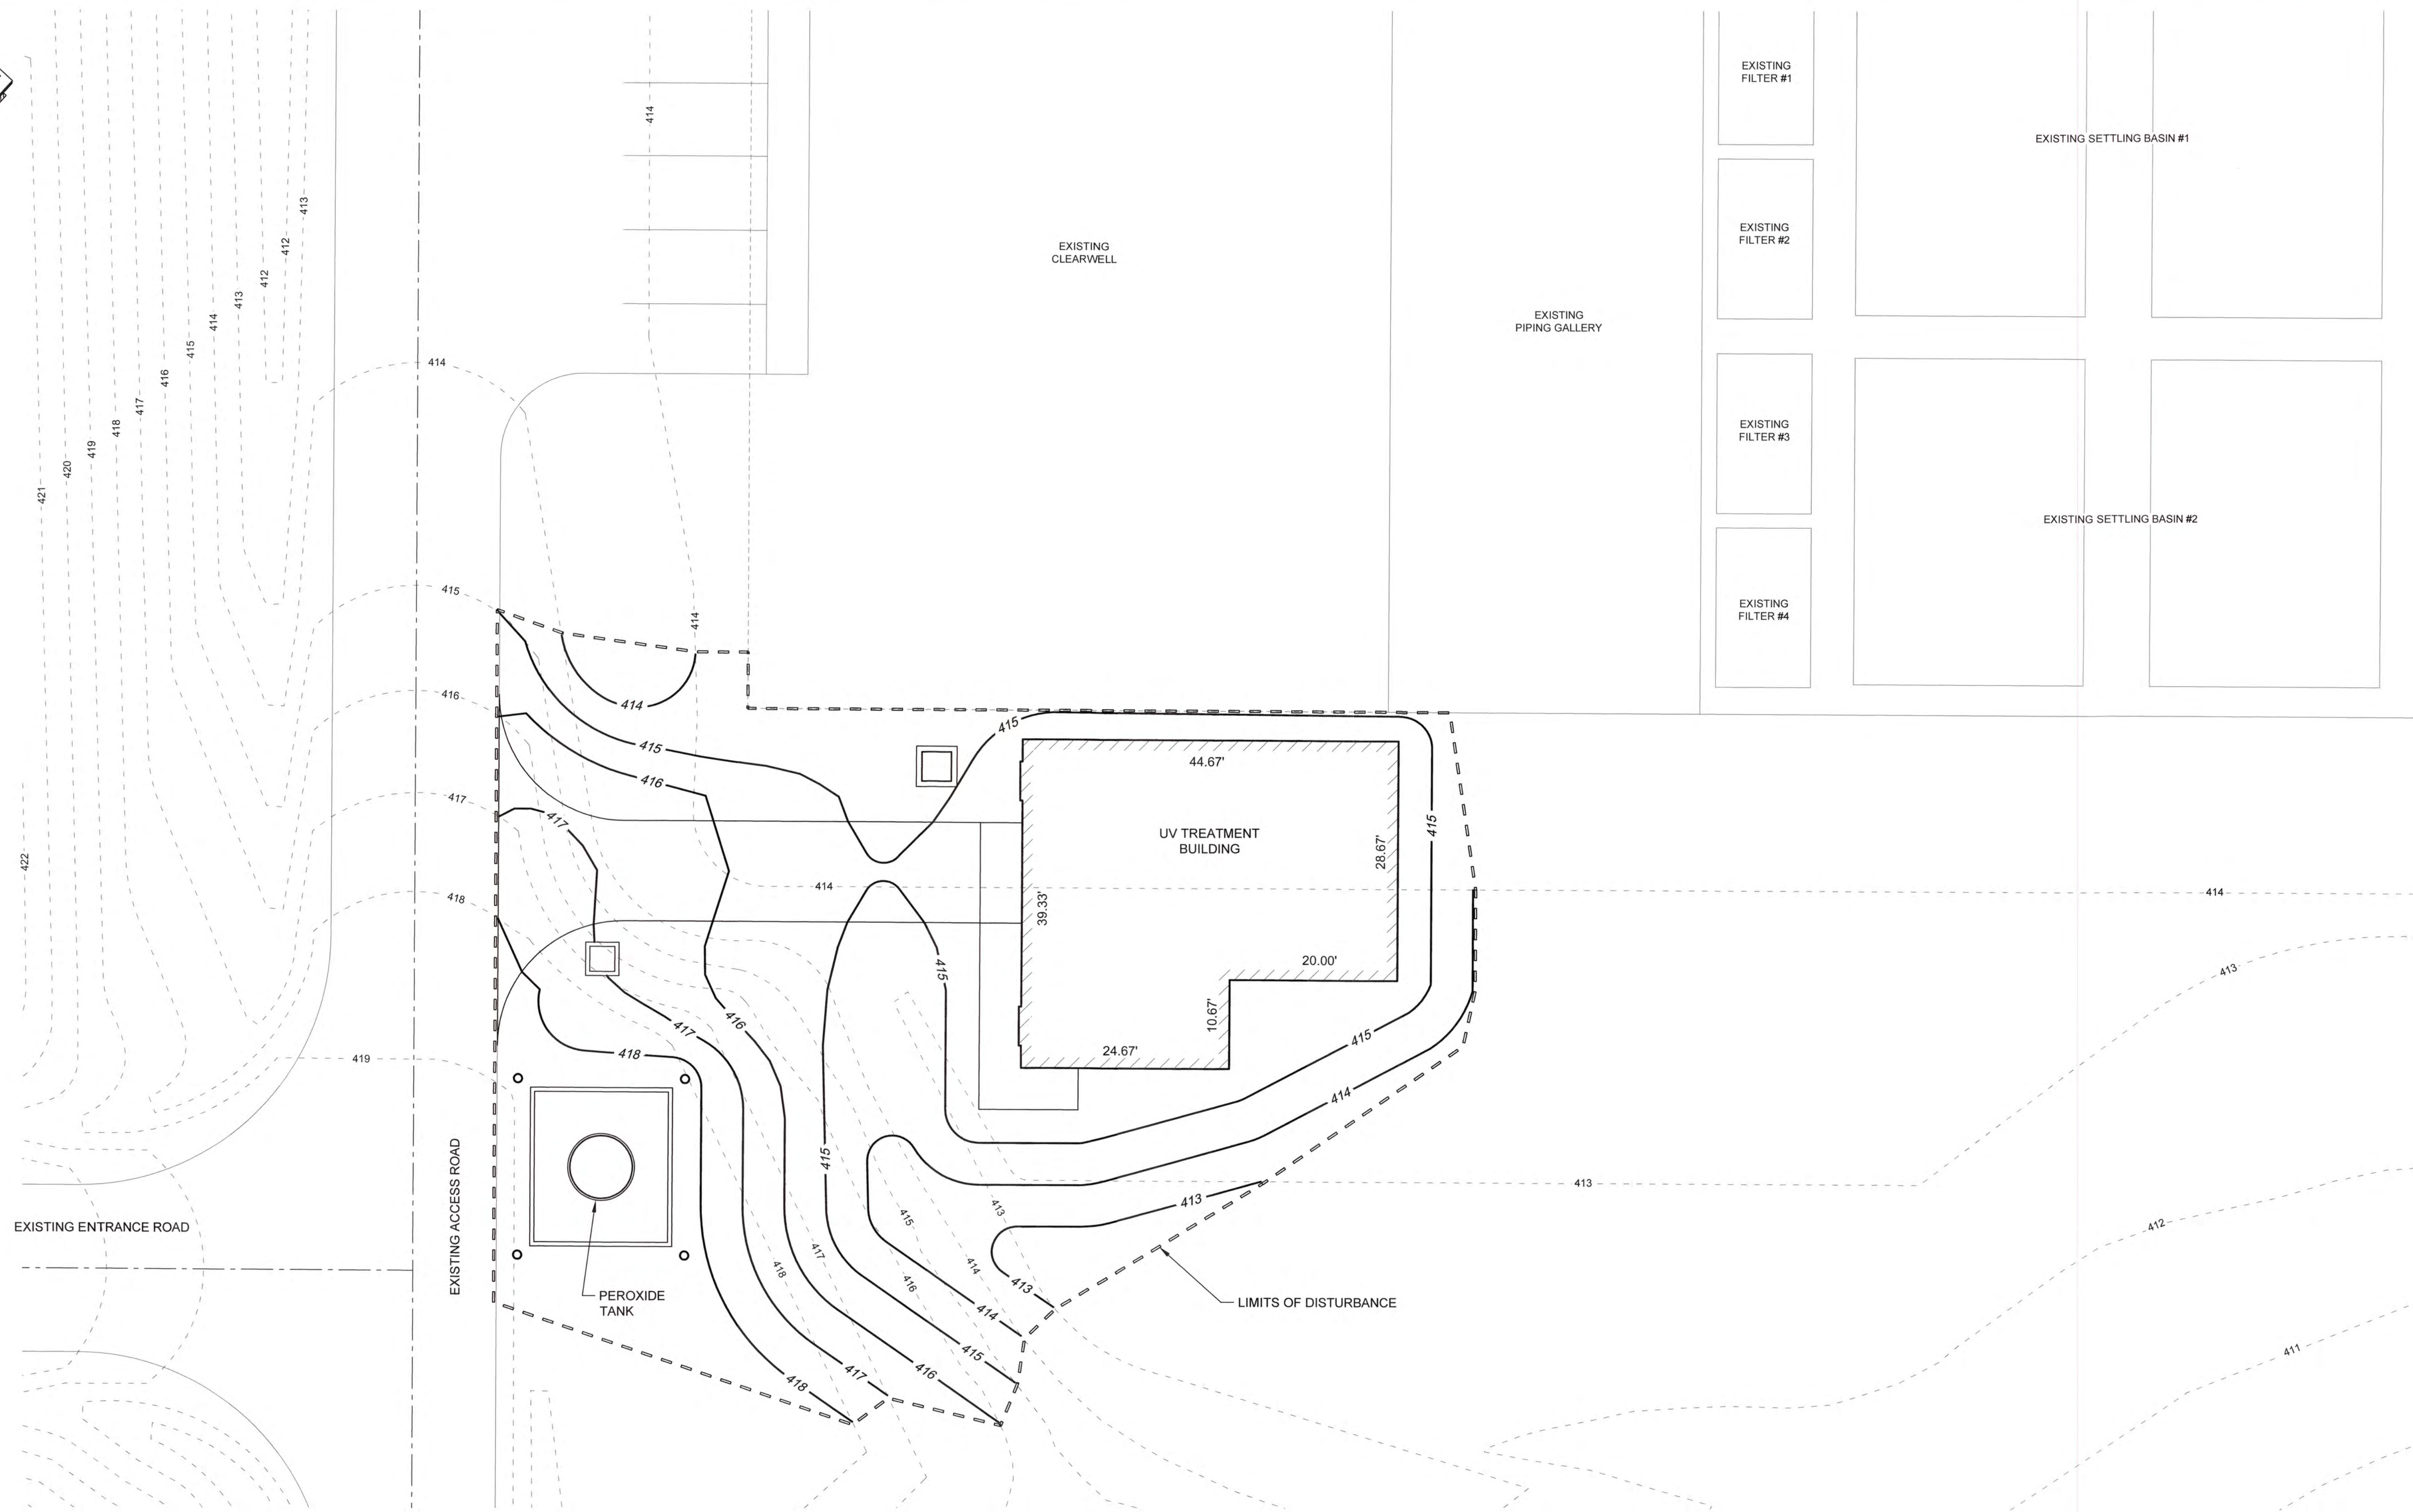 EXISTING
FILTER #1
EXISTING SETTLING BASIN #1
414
413
412
412
413
414
415
416
417
418
419
420
421
422
EXISTING
FILTER #2
EXISTING
CLEARWELL
EXISTING
PIPING GALLERY
414
EXISTING
FILTER #3
EXISTING SETTLING BASIN #2
415
414
EXISTING
FILTER #4
416
414
415
415
416
417
417
44.67'
UV TREATMENT
BUILDING
415
28.67'
414
414
418
39.33'
415
20.00'
413
10.67'
416
417
418
419
24.67'
415
414
415
413
413
415
413
412
EXISTING ENTRANCE ROAD
EXISTING ACCESS ROAD
417
418
414
416
413
PEROXIDE
TANK
414
LIMITS OF DISTURBANCE
415
416
417
418
411